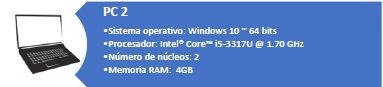 PC 2
•Sistema operativo: Windows 10 ~ 64 bits
•Procesador: Intel® Core™ i5-3317U @ 1.70 GHz
•Número de núcleos: 2
•Memoria RAM: 4GB